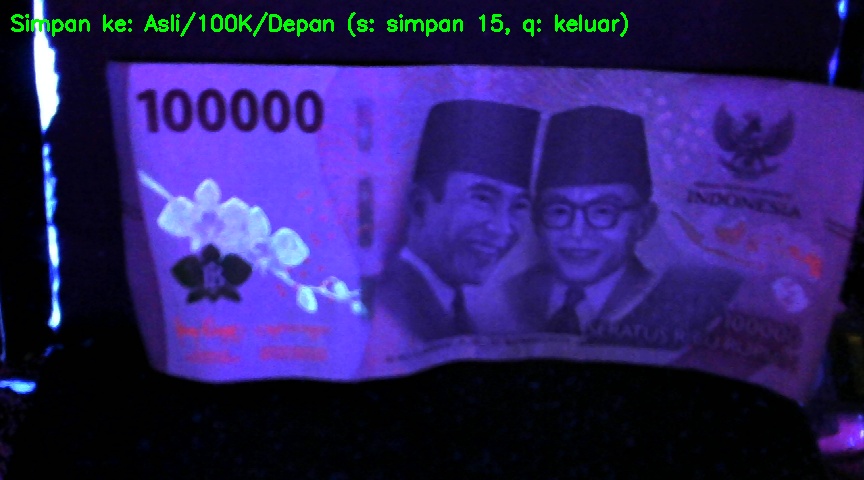 Simpan ke: Asli/100K/Depan (s: simpan 15, q: keluar)
100000
INDONESIA
SERATUS RIBU RUPIAH
100000